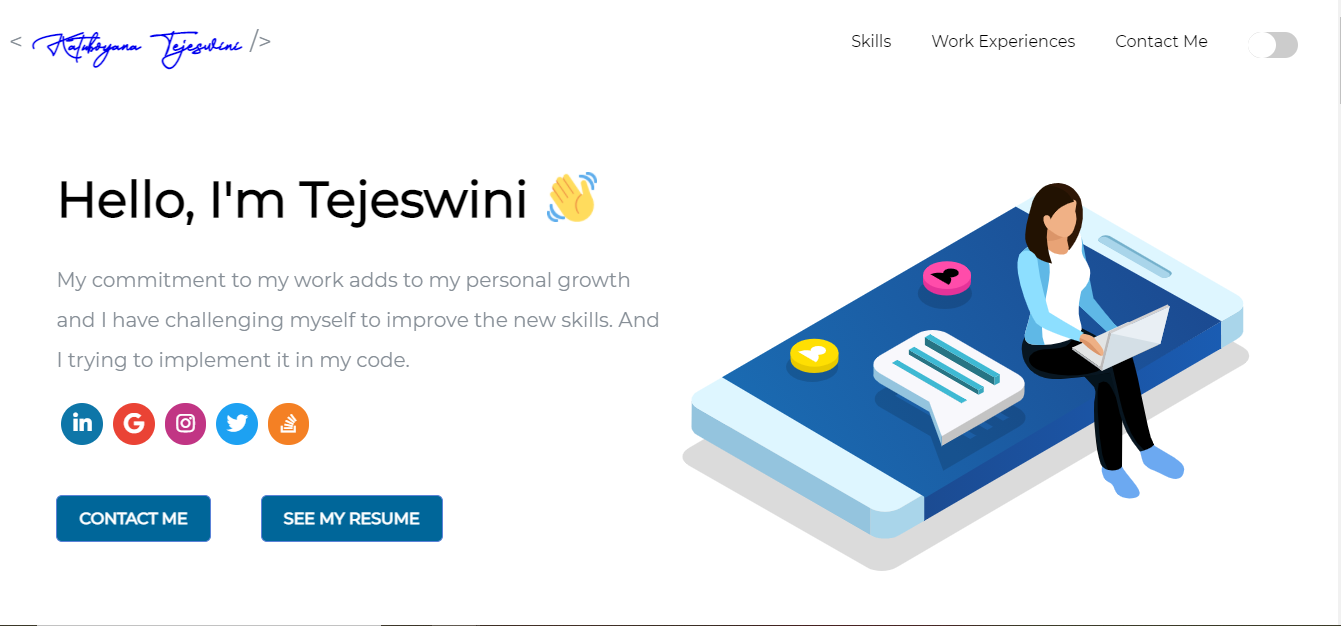 < Katuboyana Tejeswini />
Skills Work Experiences Contact Me
Hello, I'm Tejeswini 👋
My commitment to my work adds to my personal growth
and I have challenging myself to improve the new skills. And
I trying to implement it in my code.
in G
CONTACT ME SEE MY RESUME